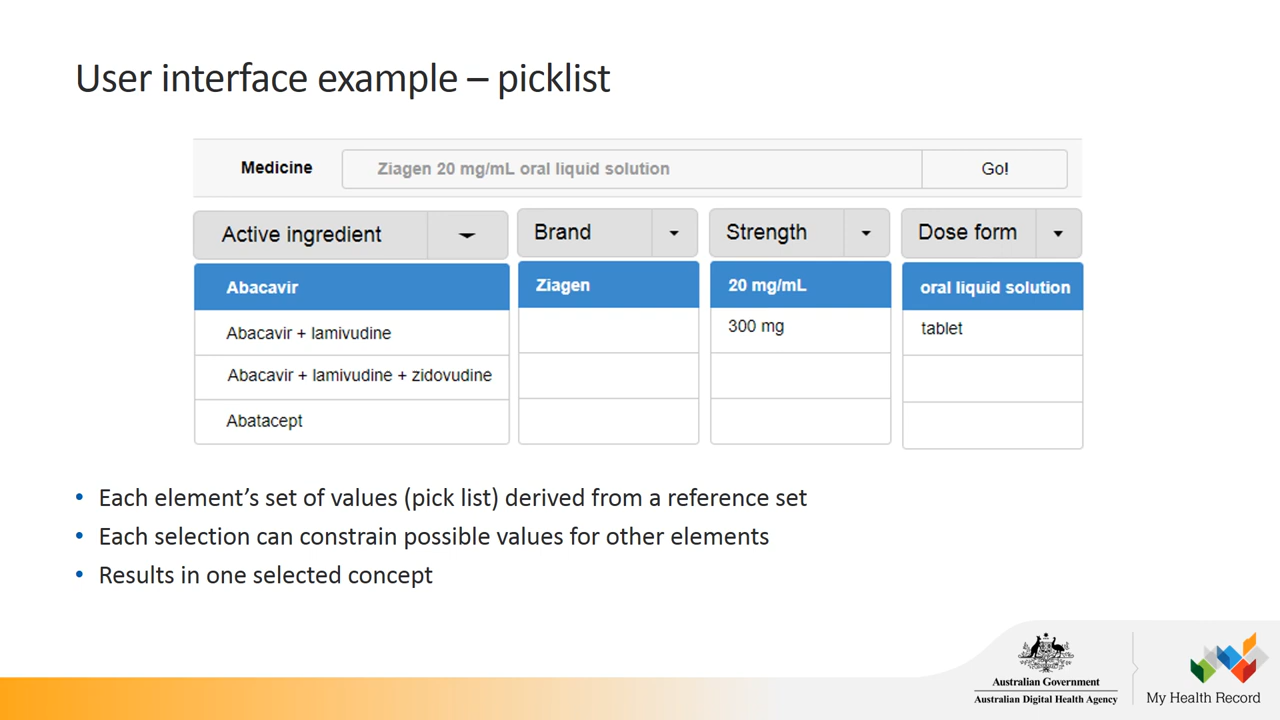 User interface example – picklist
Medicine Ziagen 20 mg/mL oral liquid solution Go!
Active ingredient Brand Strength Dose form
Abacavir Ziagen 20 mg/mL oral liquid solution
Abacavir + lamivudine 300 mg tablet
Abacavir + lamivudine + zidovudine
Abatacept
• Each element’s set of values (pick list) derived from a reference set
• Each selection can constrain possible values for other elements
• Results in one selected concept
Australian Government
Australian Digital Health Agency
My Health Record